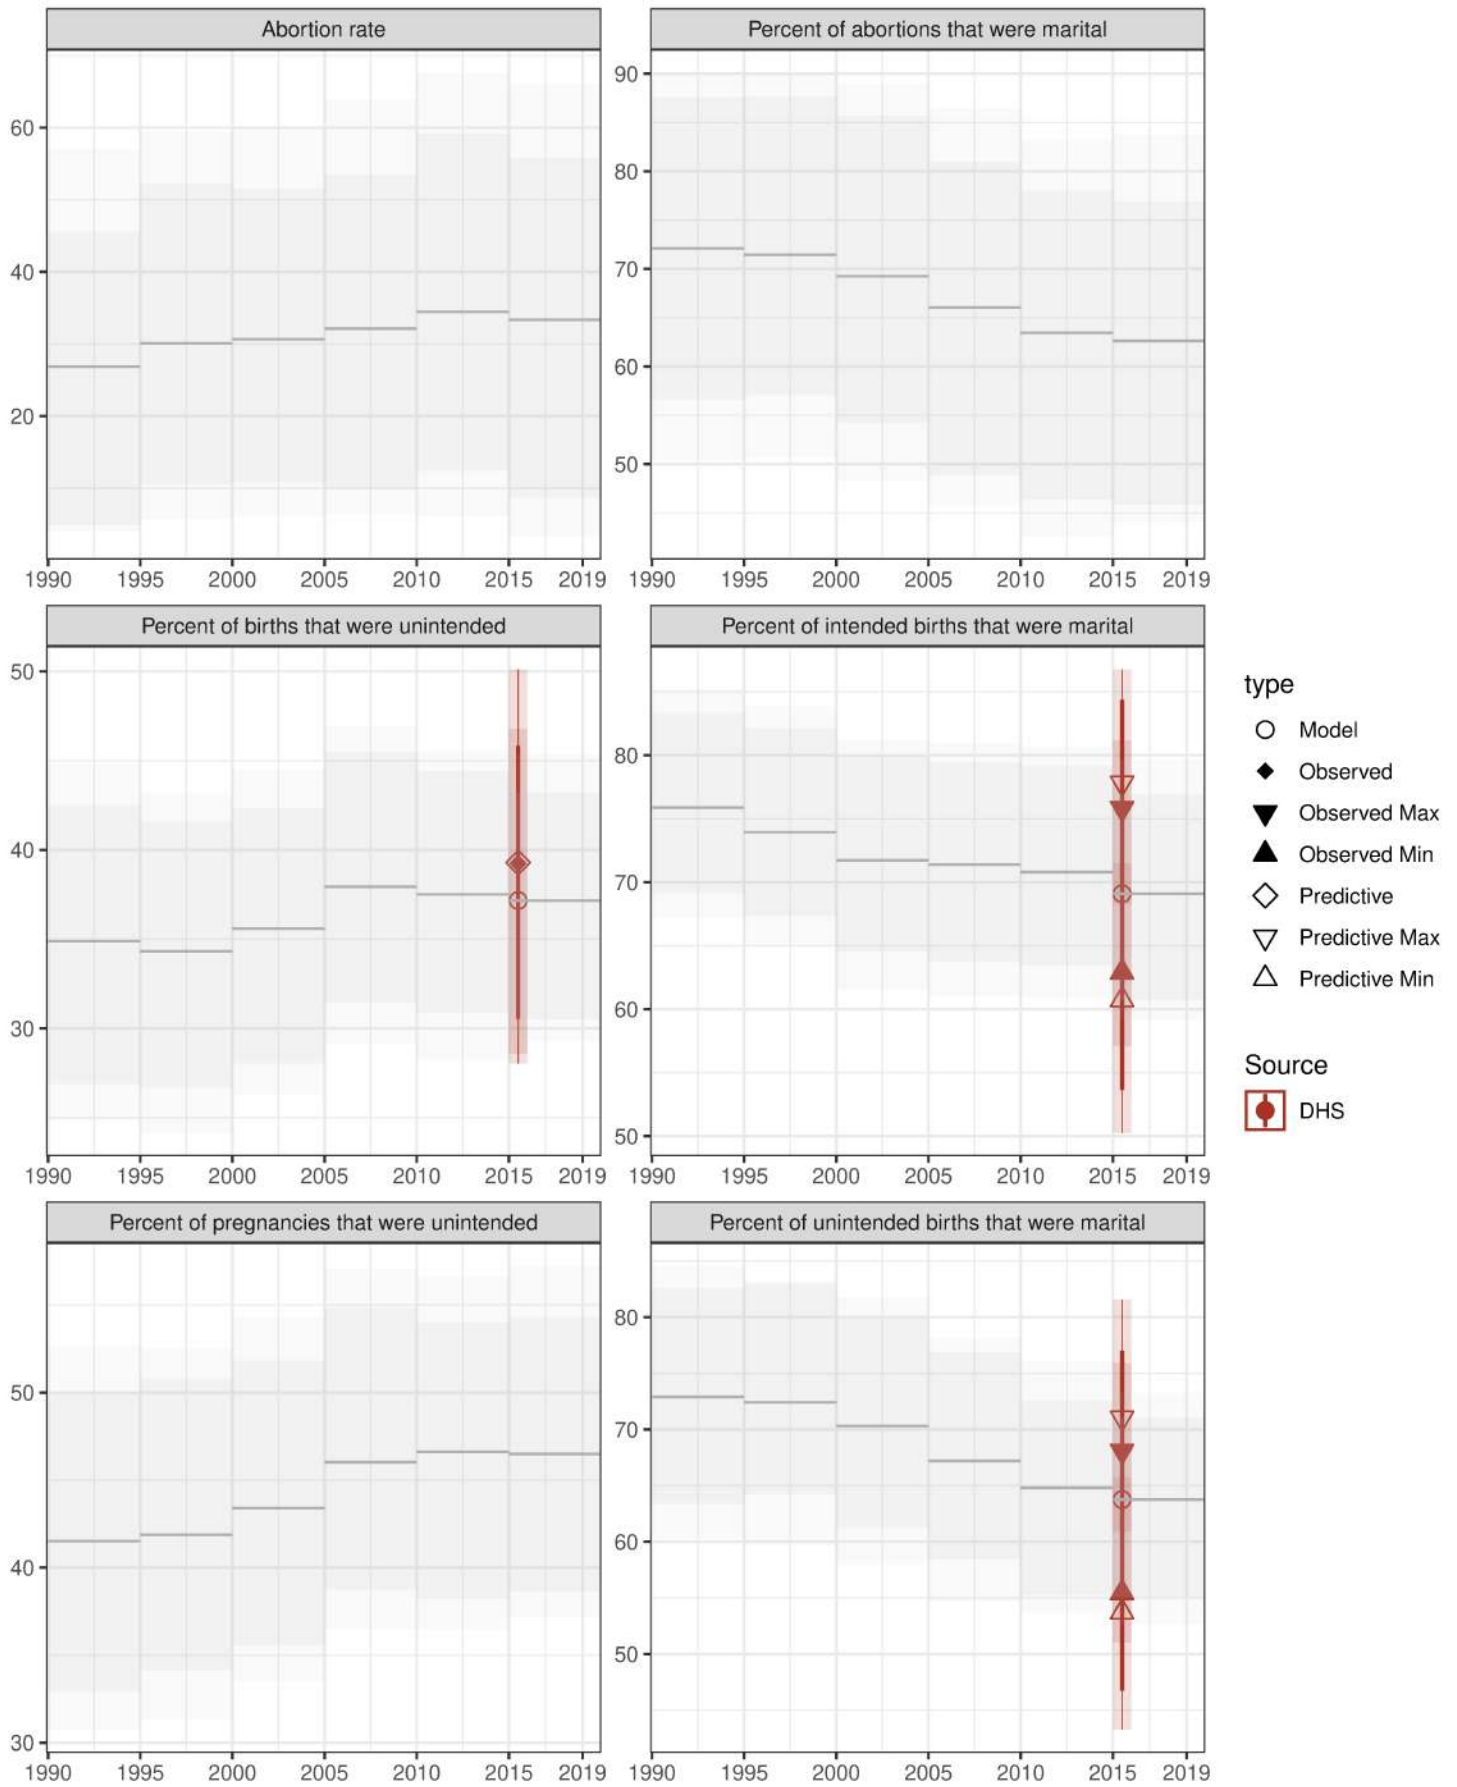 Abortion rate
Percent of abortions that were marital
60
40
20
90
80
70
60
50
1990 1995 2000 2005 2010 2015 2019
1990 1995 2000 2005 2010 2015 2019
Percent of births that were unintended
Percent of intended births that were marital
50
40
30
80
70
60
50
1990 1995 2000 2005 2010 2015 2019
1990 1995 2000 2005 2010 2015 2019
Percent of pregnancies that were unintended
Percent of unintended births that were marital
50
40
30
80
70
60
50
1990 1995 2000 2005 2010 2015 2019
1990 1995 2000 2005 2010 2015 2019
type
Model
Observed
Observed Max
Observed Min
Predictive
Predictive Max
Predictive Min
Source
DHS